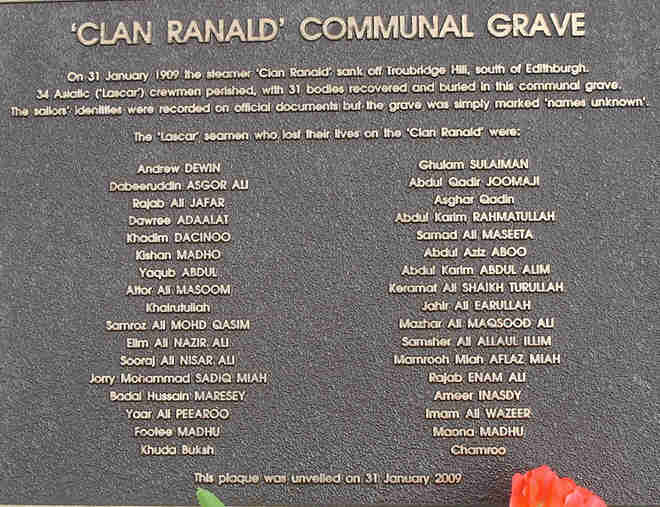 'CLAN RANALD' COMMUNAL GRAVE
On 31 January 1909 the steamer 'Clan Ranald' sank off Troubridge Hill, south of Edithburgh.
34 Asiatic ('Lascar') crewmen perished, with 31 bodies recovered and buried in this communal grave.
The sailors' identities were recorded on official documents but the grave was simply marked 'names unknown'.
The 'Lascar' seamen who lost their lives on the 'Clan Ranald' were:
Andrew DEWIN
Dabeeruddin ASGOR ALI
Rajab Ali JAFAR
Dawree ADAALAT
Khadim DACINOO
Kishan MADHO
Yaqub ABDUL
Attor Ali MASOOM
Khairutullah
Samroz Ali MOHD QASIM
Elim Ali NAZIR ALI
Sooraj Ali NISAR ALI
Jorry Mohammad SADIQ MIAH
Badal Hussain MARESEY
Yaar Ali PEEAROO
Foolee MADHU
Khuda Buksh
Ghulam SULAIMAN
Abdul Qadir JOOMAJI
Asghar Qadin
Abdul Karim RAHMATULLAH
Samad Ali MASEETA
Abdul Aziz ABOO
Abdul Karim ABDUL ALIM
Keramat Ali SHAIKH TURULLAH
Jahir Ali EARULLAH
Mazhar Ali MAQSOOD ALI
Samsher Ali ALLAUL ILLIM
Mamrooh Miah AFLAZ MIAH
Rajab ENAM ALI
Ameer INASDY
Imam Ali WAZEER
Maona MADHU
Chamroo
This plaque was unveiled on 31 January 2009